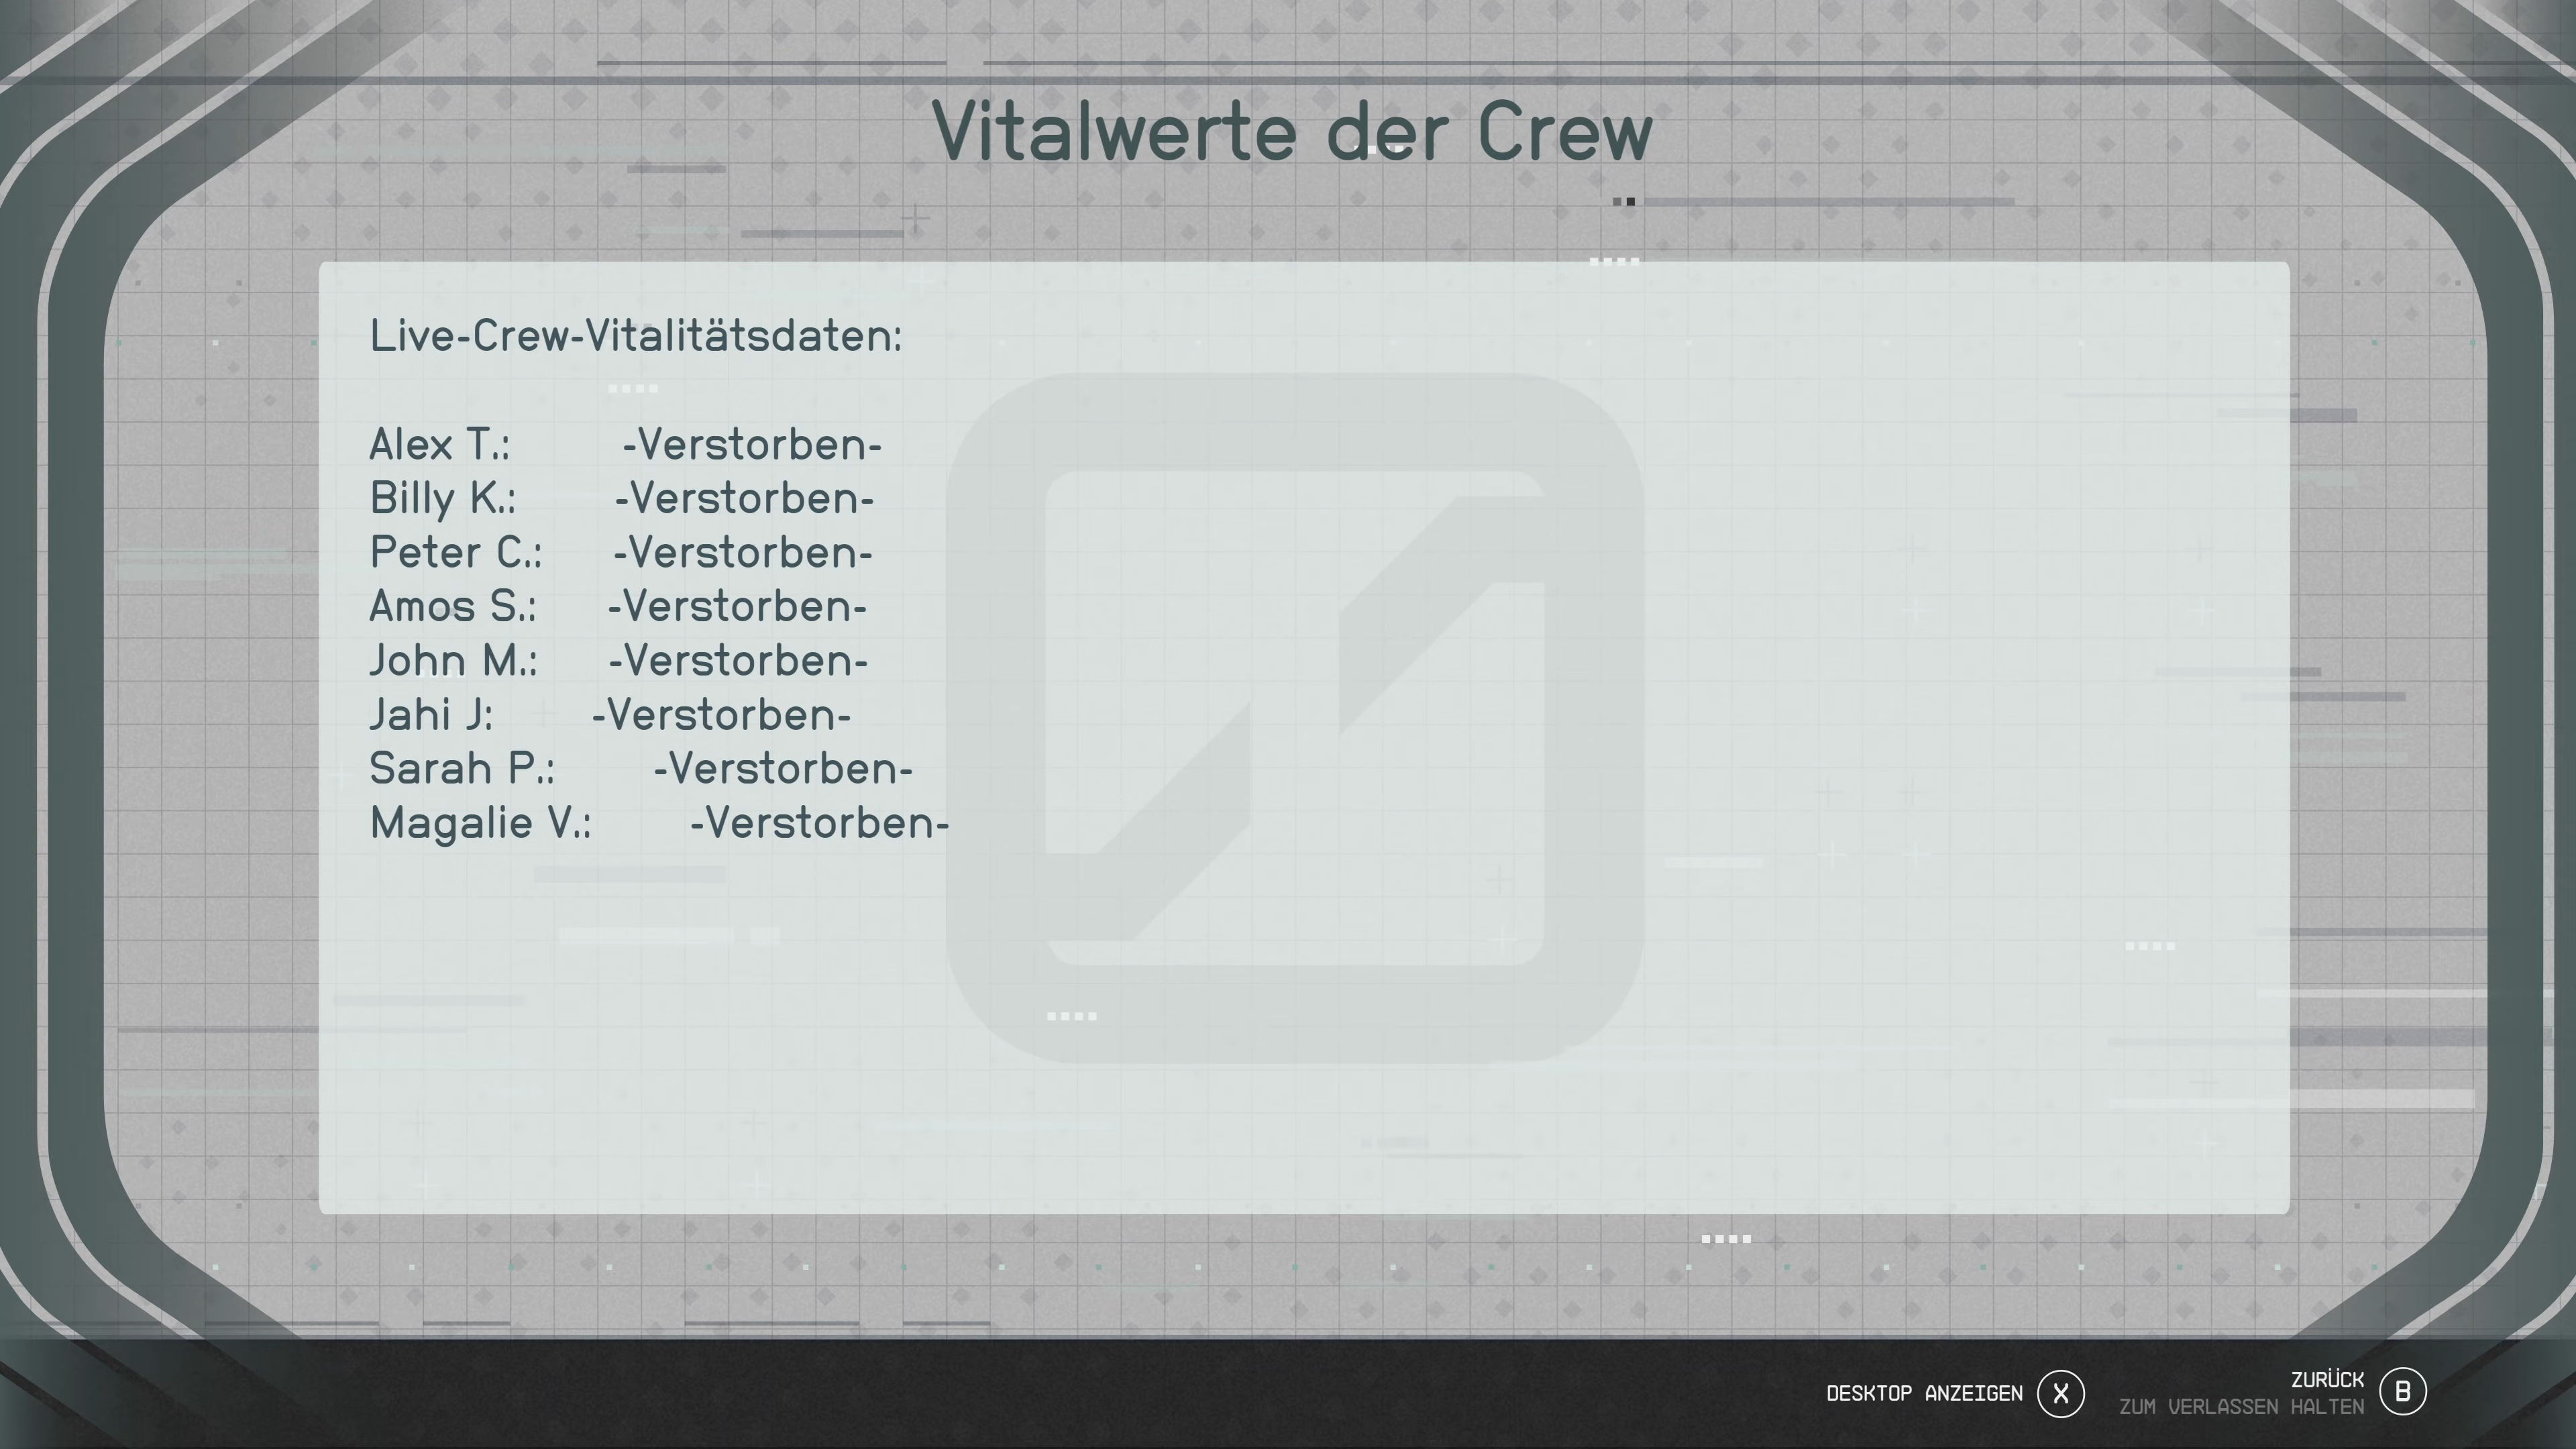 Vitalwerte der Crew
Live-Crew-Vitalitätsdaten:
Alex T.: -Verstorben-
Billy K.: -Verstorben-
Peter C.: -Verstorben-
Amos S.: -Verstorben-
John M.: -Verstorben-
Jahi J: -Verstorben-
Sarah P.: -Verstorben-
Magalie V.: -Verstorben-
DESKTOP ANZEIGEN X
ZURÜCK B
ZUM VERLASSEN HALTEN